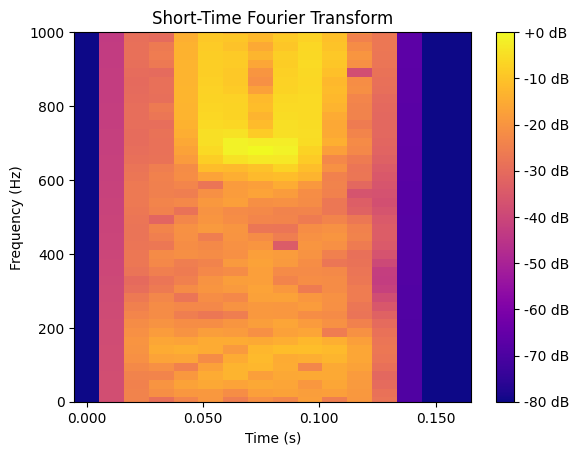 Short-Time Fourier Transform
1000
800
600
400
200
0
Frequency (Hz)
0.000
0.050
0.100
0.150
Time (s)
+0 dB
-10 dB
-20 dB
-30 dB
-40 dB
-50 dB
-60 dB
-70 dB
-80 dB